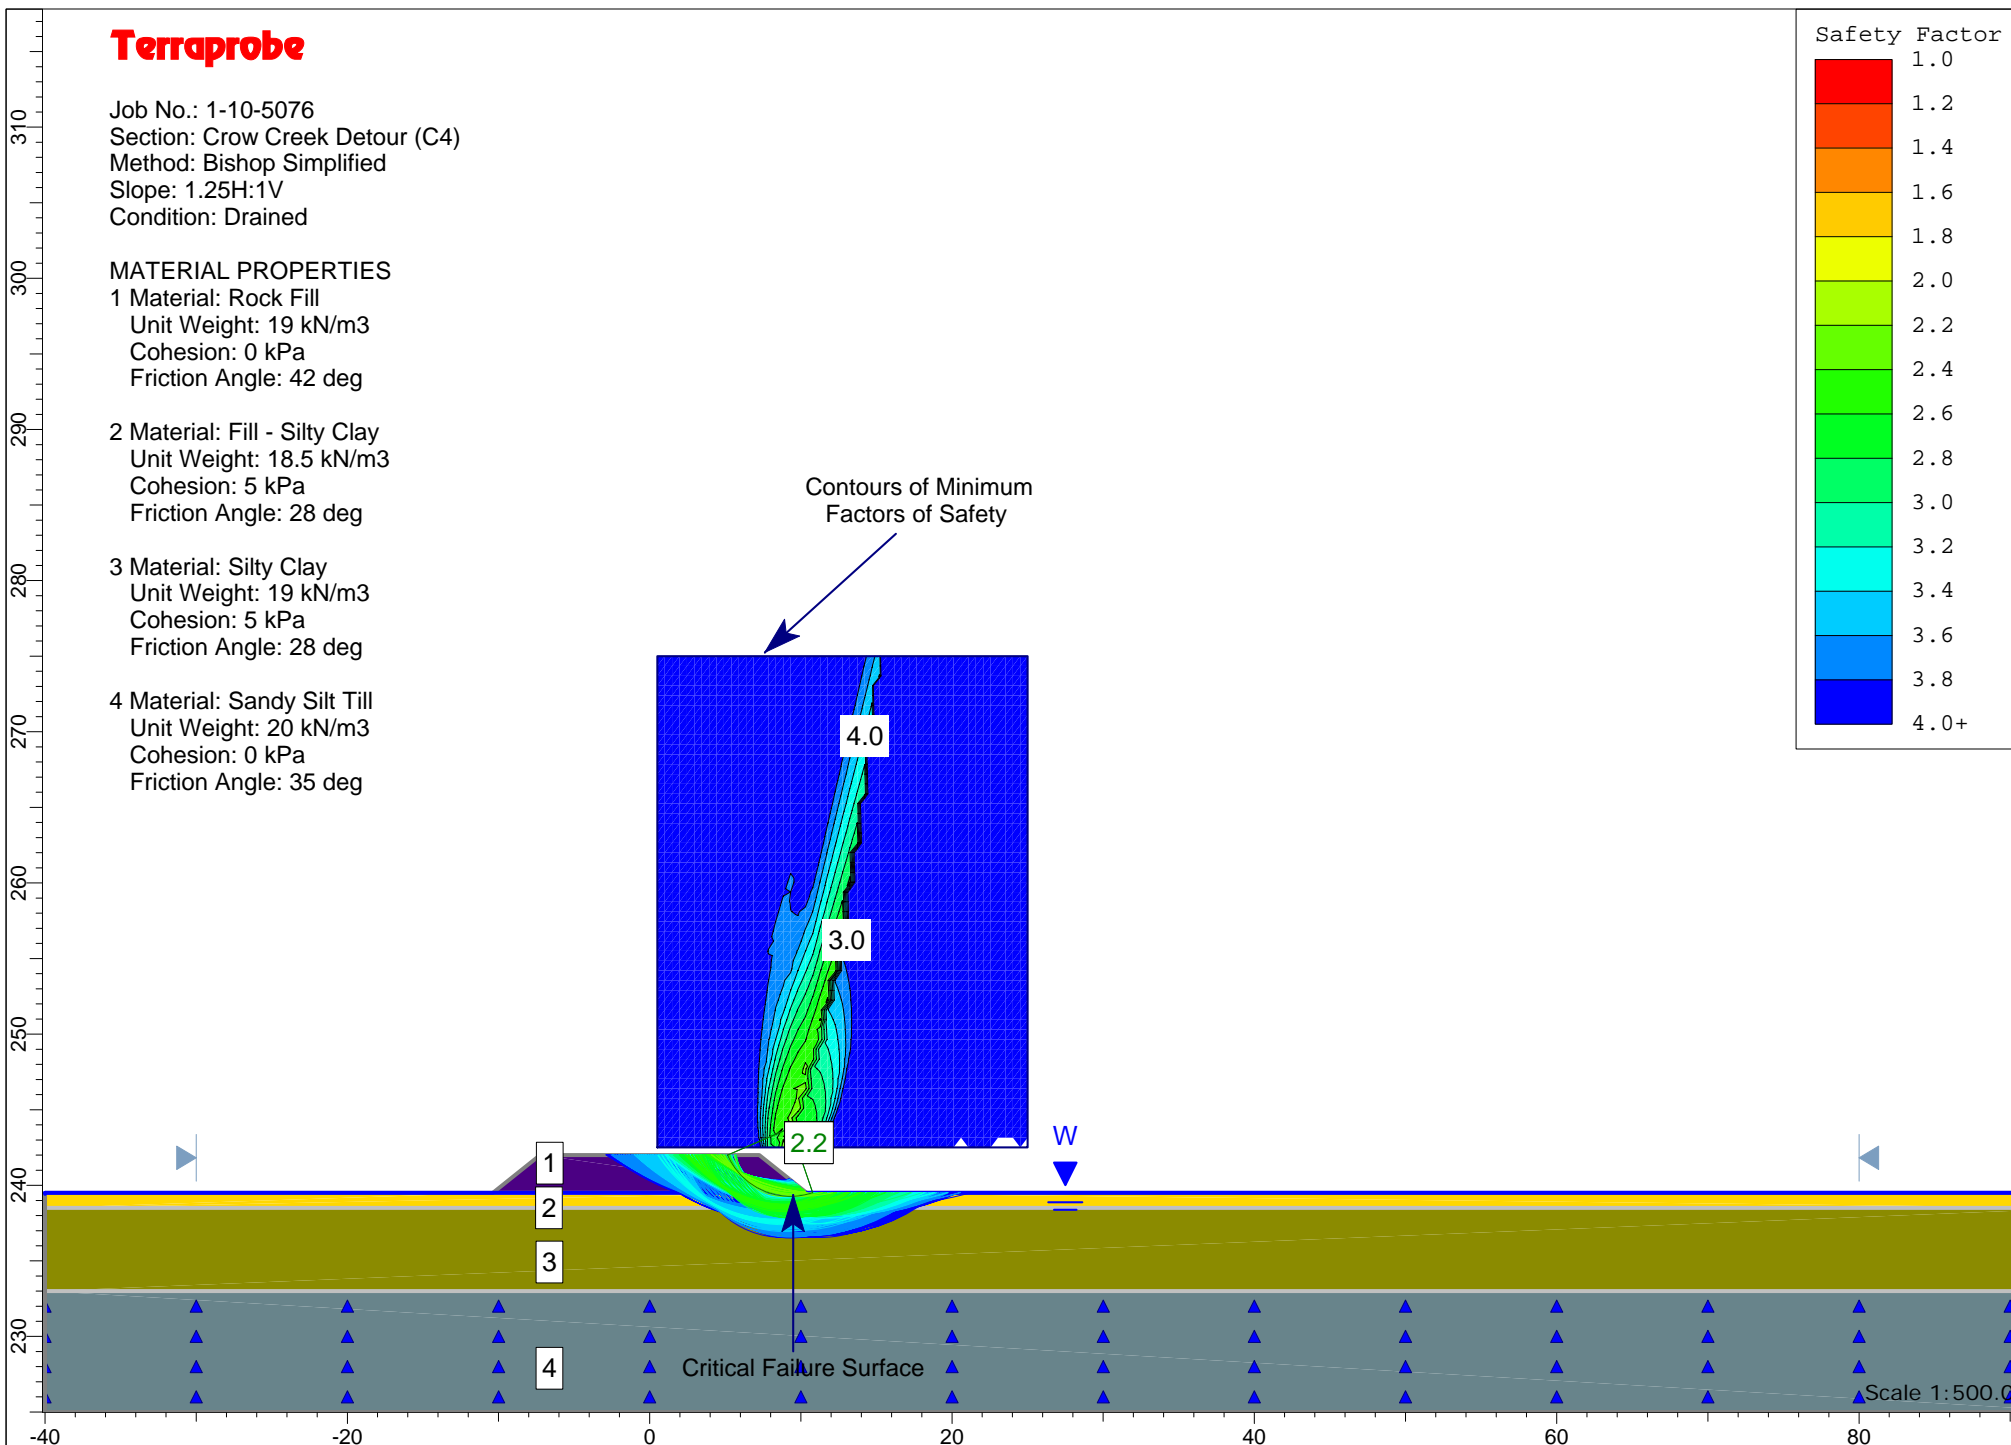 Terraprobe
Job No.: 1-10-5076
Section: Crow Creek Detour (C4)
Method: Bishop Simplified
Slope: 1.25H:1V
Condition: Drained
MATERIAL PROPERTIES
1 Material: Rock Fill
Unit Weight: 19 kN/m3
Cohesion: 0 kPa
Friction Angle: 42 deg
2 Material: Fill - Silty Clay
Unit Weight: 18.5 kN/m3
Cohesion: 5 kPa
Friction Angle: 28 deg
3 Material: Silty Clay
Unit Weight: 19 kN/m3
Cohesion: 5 kPa
Friction Angle: 28 deg
4 Material: Sandy Silt Till
Unit Weight: 20 kN/m3
Cohesion: 0 kPa
Friction Angle: 35 deg
Contours of Minimum
Factors of Safety
Safety Factor
1.0
1.2
1.4
1.6
1.8
2.0
2.2
2.4
2.6
2.8
3.0
3.2
3.4
3.6
3.8
4.0+
4.0
3.0
2.2
W
1
2
3
4
Critical Failure Surface
Scale 1:500.0
310
300
290
280
270
260
250
240
230
-40
-20
0
20
40
60
80